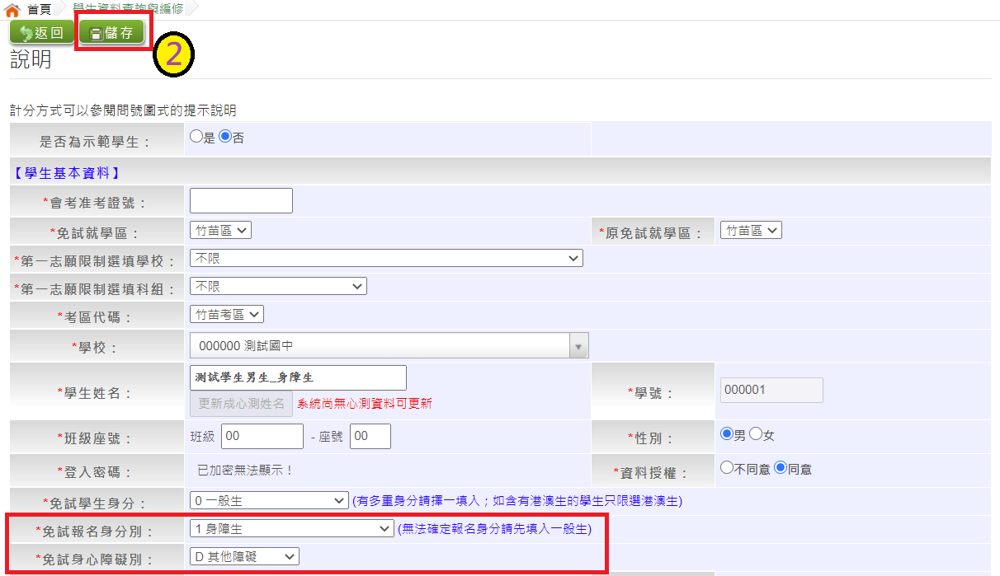 首頁 學生資料查詢與編修
返回 儲存
2
說明
計分方式可以參閱問號圖式的提示說明
是否為示範學生： 是 否
【學生基本資料】
*會考准考證號：
*免試就學區： 竹苗區 *原免試就學區： 竹苗區
*第一志願限制選填學校： 不限
*第一志願限制選填科組： 不限
*考區代碼： 竹苗考區
*學校： 000000 測試國中
*學生姓名： 測試學生男生_身障生 *學號： 000001
更新成心測姓名 系統尚無心測資料可更新
*班級座號： 班級 00 - 座號 00 *性別： 男 女
*登入密碼： 已加密無法顯示！ *資料授權： 不同意 同意
*免試學生身分： 0 一般生 (有多重身分請擇一填入；如含有港澳生的學生只限選港澳生)
*免試報名身分別： 1 身障生 (無法確定報名身分請先填入一般生)
*免試身心障礙別： D 其他障礙